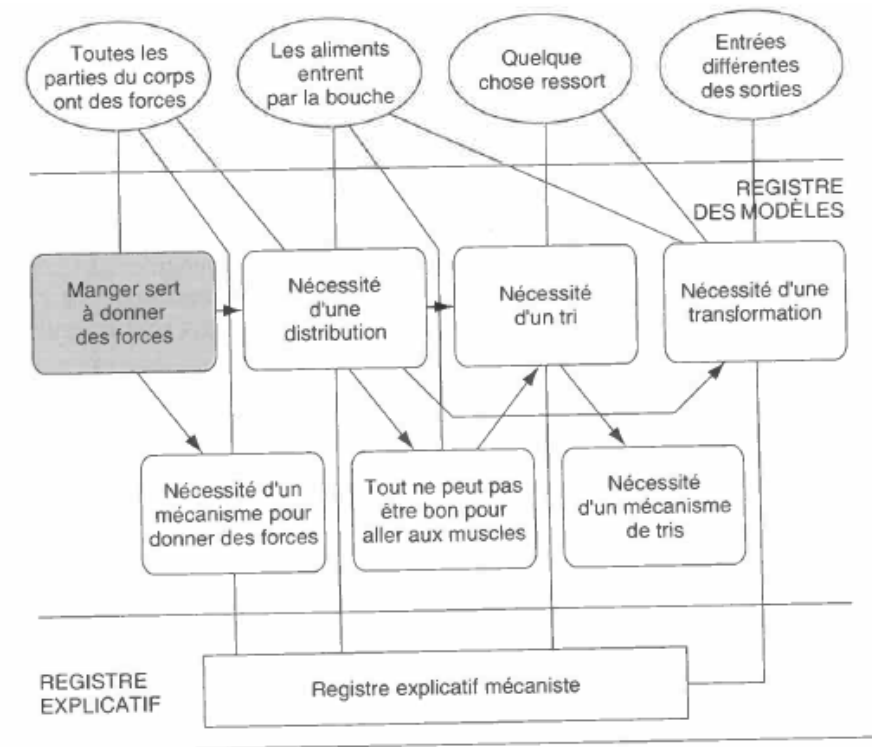 Toutes les
parties du corps
ont des forces
Les aliments
entrent
par la bouche
Quelque
chose ressort
Entrées
différentes
des sorties
REGISTRE
DES MODÈLES
Manger sert
à donner
des forces
Nécessité
d'une
distribution
Nécessité
d'un tri
Nécessité d'une
transformation
Nécessité d'un
mécanisme pour
donner des forces
Tout ne peut pas
être bon pour
aller aux muscles
Nécessité
d'un mécanisme
de tris
REGISTRE
EXPLICATIF
Registre explicatif mécaniste